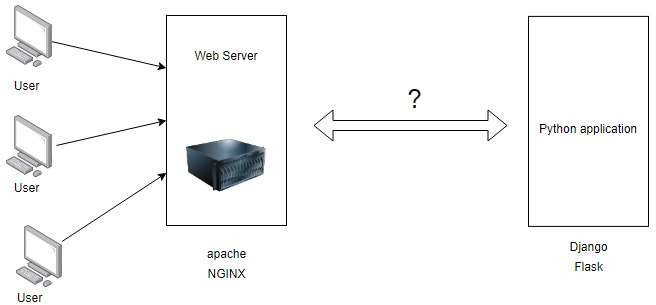 User
User
User
Web Server
apache
NGINX
?
Python application
Django
Flask